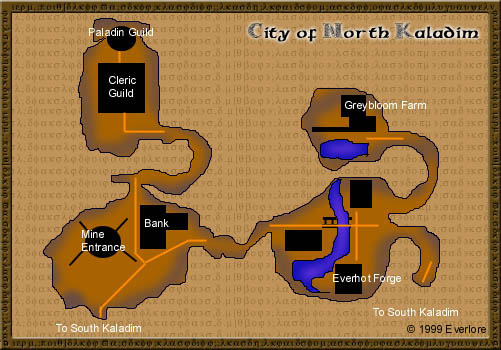 City of North Kaladim
Paladin Guild
Cleric
Guild
Greybloom Farm
Mine
Entrance
Bank
Everhot Forge
To South Kaladim
To South Kaladim
© 1999 Everlore